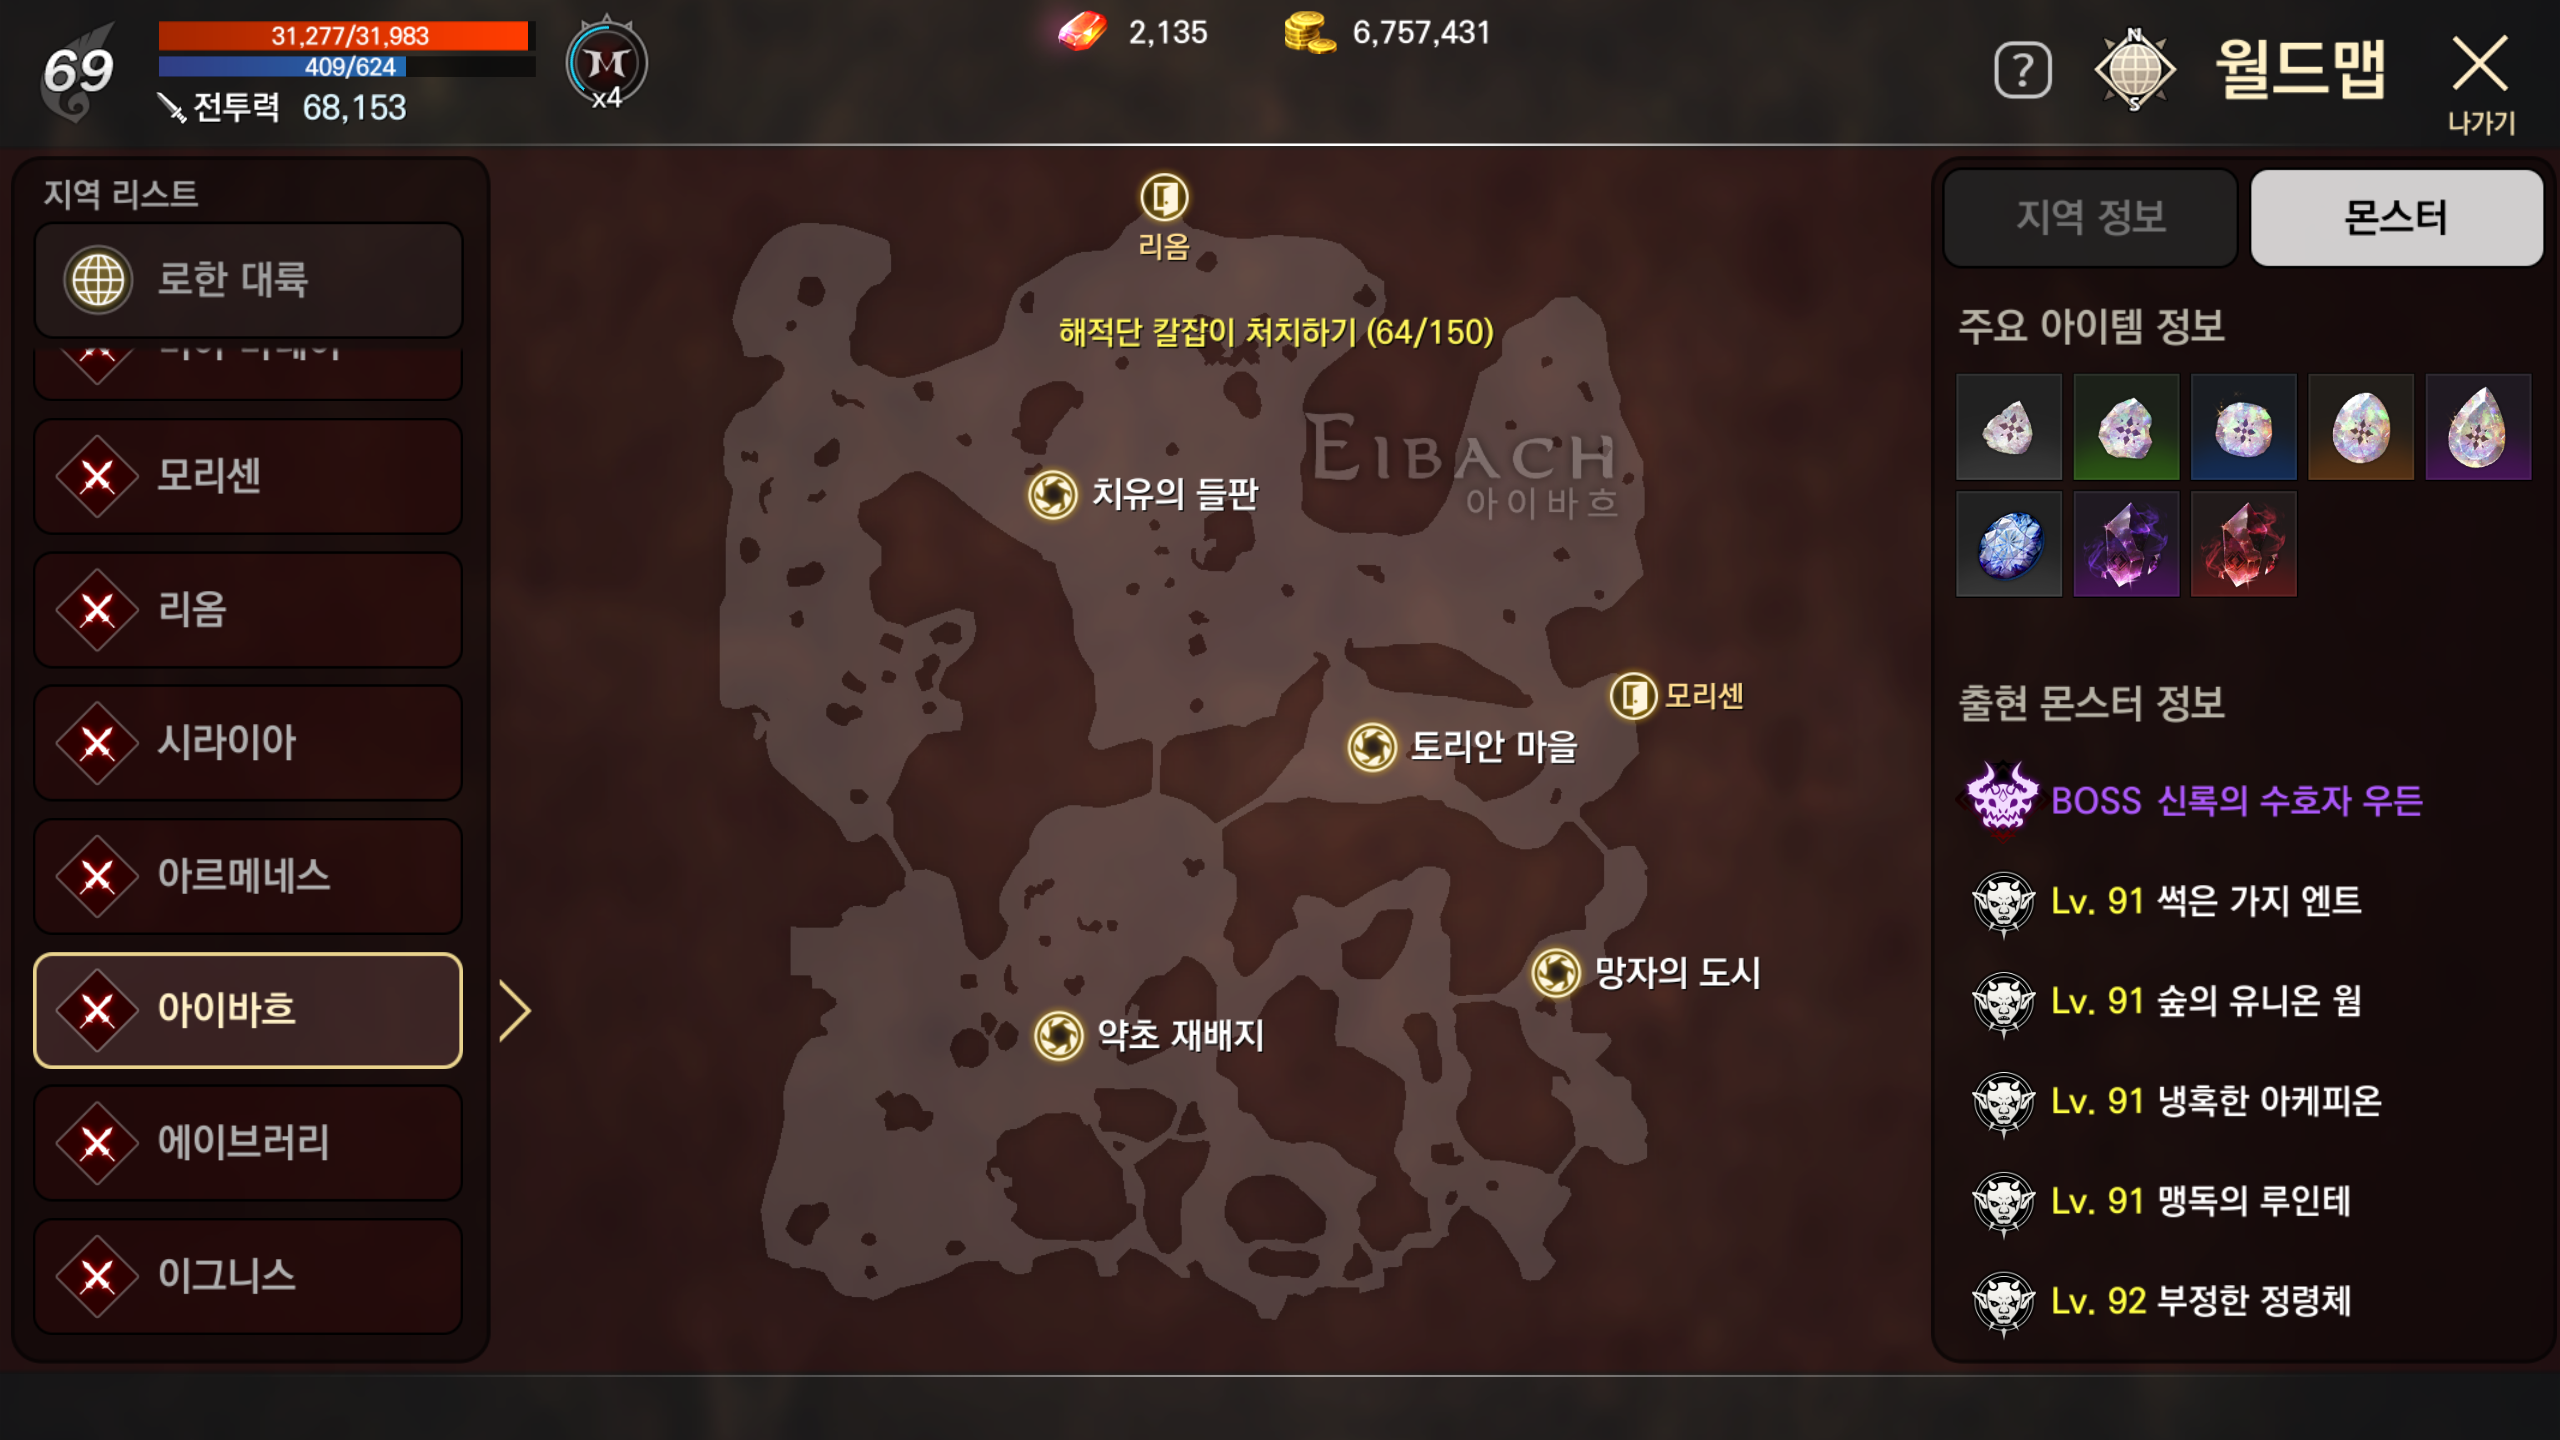 69
31,277/31,983
409/624
전투력 68,153
M
x4
2,135
6,757,431
?
N
S
월드맵
나가기
지역 리스트
로한 대륙
모리센
리옴
시라이아
아르메네스
아이바흐
에이브러리
이그니스
리옴
해적단 칼잡이 처치하기 (64/150)
EIBACH
아이바흐
치유의 들판
모리센
토리안 마을
망자의 도시
약초 재배지
지역 정보
몬스터
주요 아이템 정보
출현 몬스터 정보
BOSS 신록의 수호자 우든
Lv. 91 썩은 가지 엔트
Lv. 91 숲의 유니온 웜
Lv. 91 냉혹한 아케피온
Lv. 91 맹독의 루인테
Lv. 92 부정한 정령체